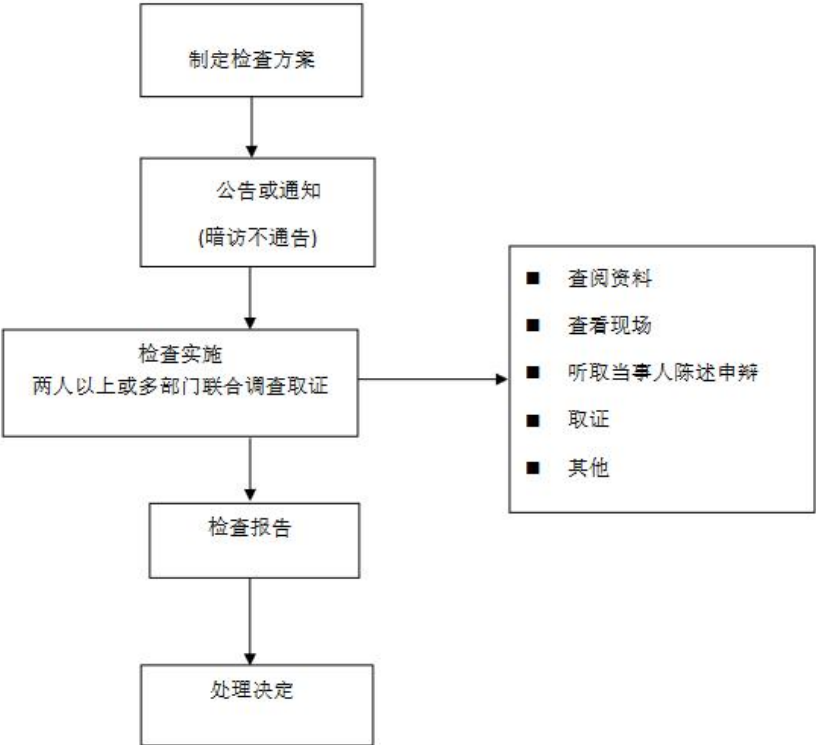 制定检查方案
公告或通知
(暗访不通告)
检查实施
两人以上或多部门联合调查取证
■ 查阅资料
■ 查看现场
■ 听取当事人陈述申辩
■ 取证
■ 其他
检查报告
处理决定